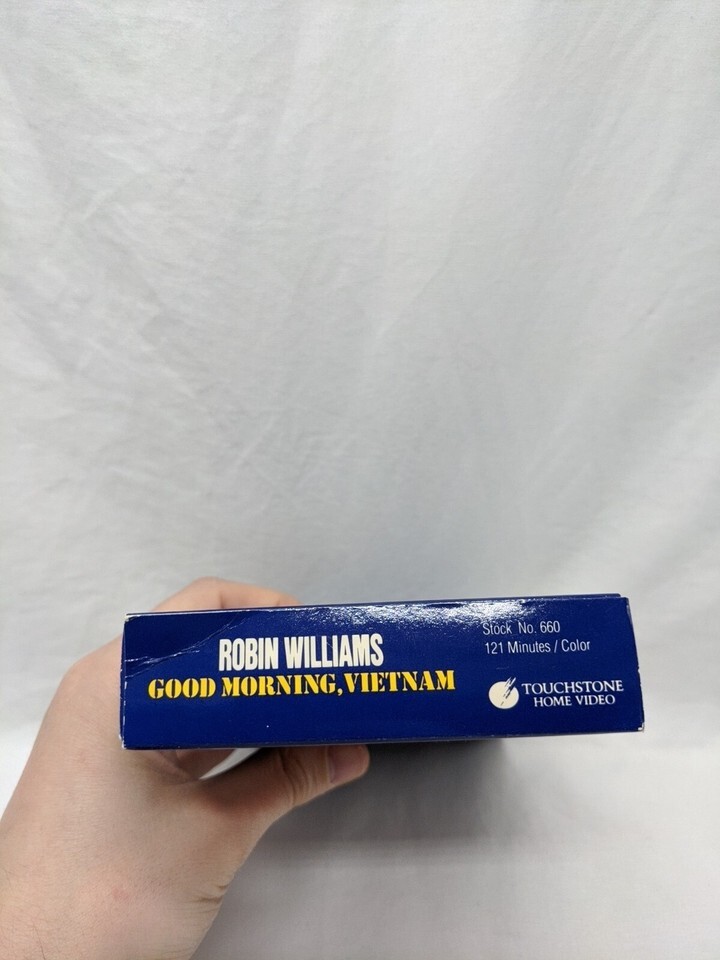 ROBIN WILLIAMS
GOOD MORNING, VIETNAM
Stock No. 660
121 Minutes / Color
TOUCHSTONE
HOME VIDEO